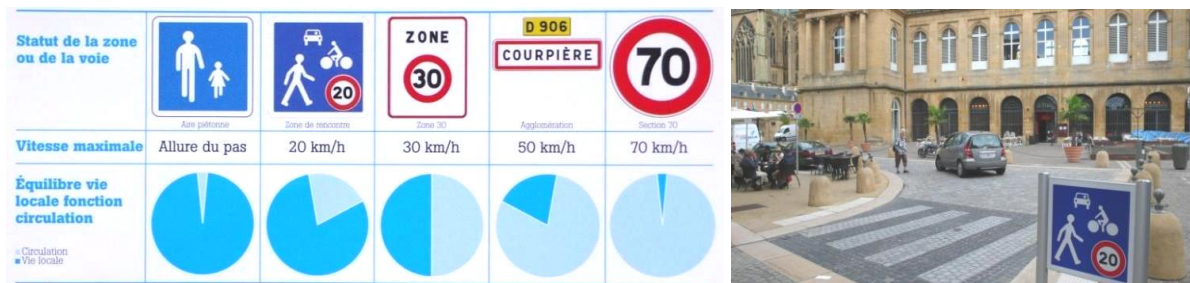 Statut de la zone
ou de la voie
20
ZONE
30
D 906
COURPIÈRE
70
Aire piétonne
Zone de rencontre
Zone 30
Agglomération
Section 70
Vitesse maximale
Allure du pas
20 km/h
30 km/h
50 km/h
70 km/h
Équilibre vie
locale fonction
circulation
Circulation
Vie locale
20